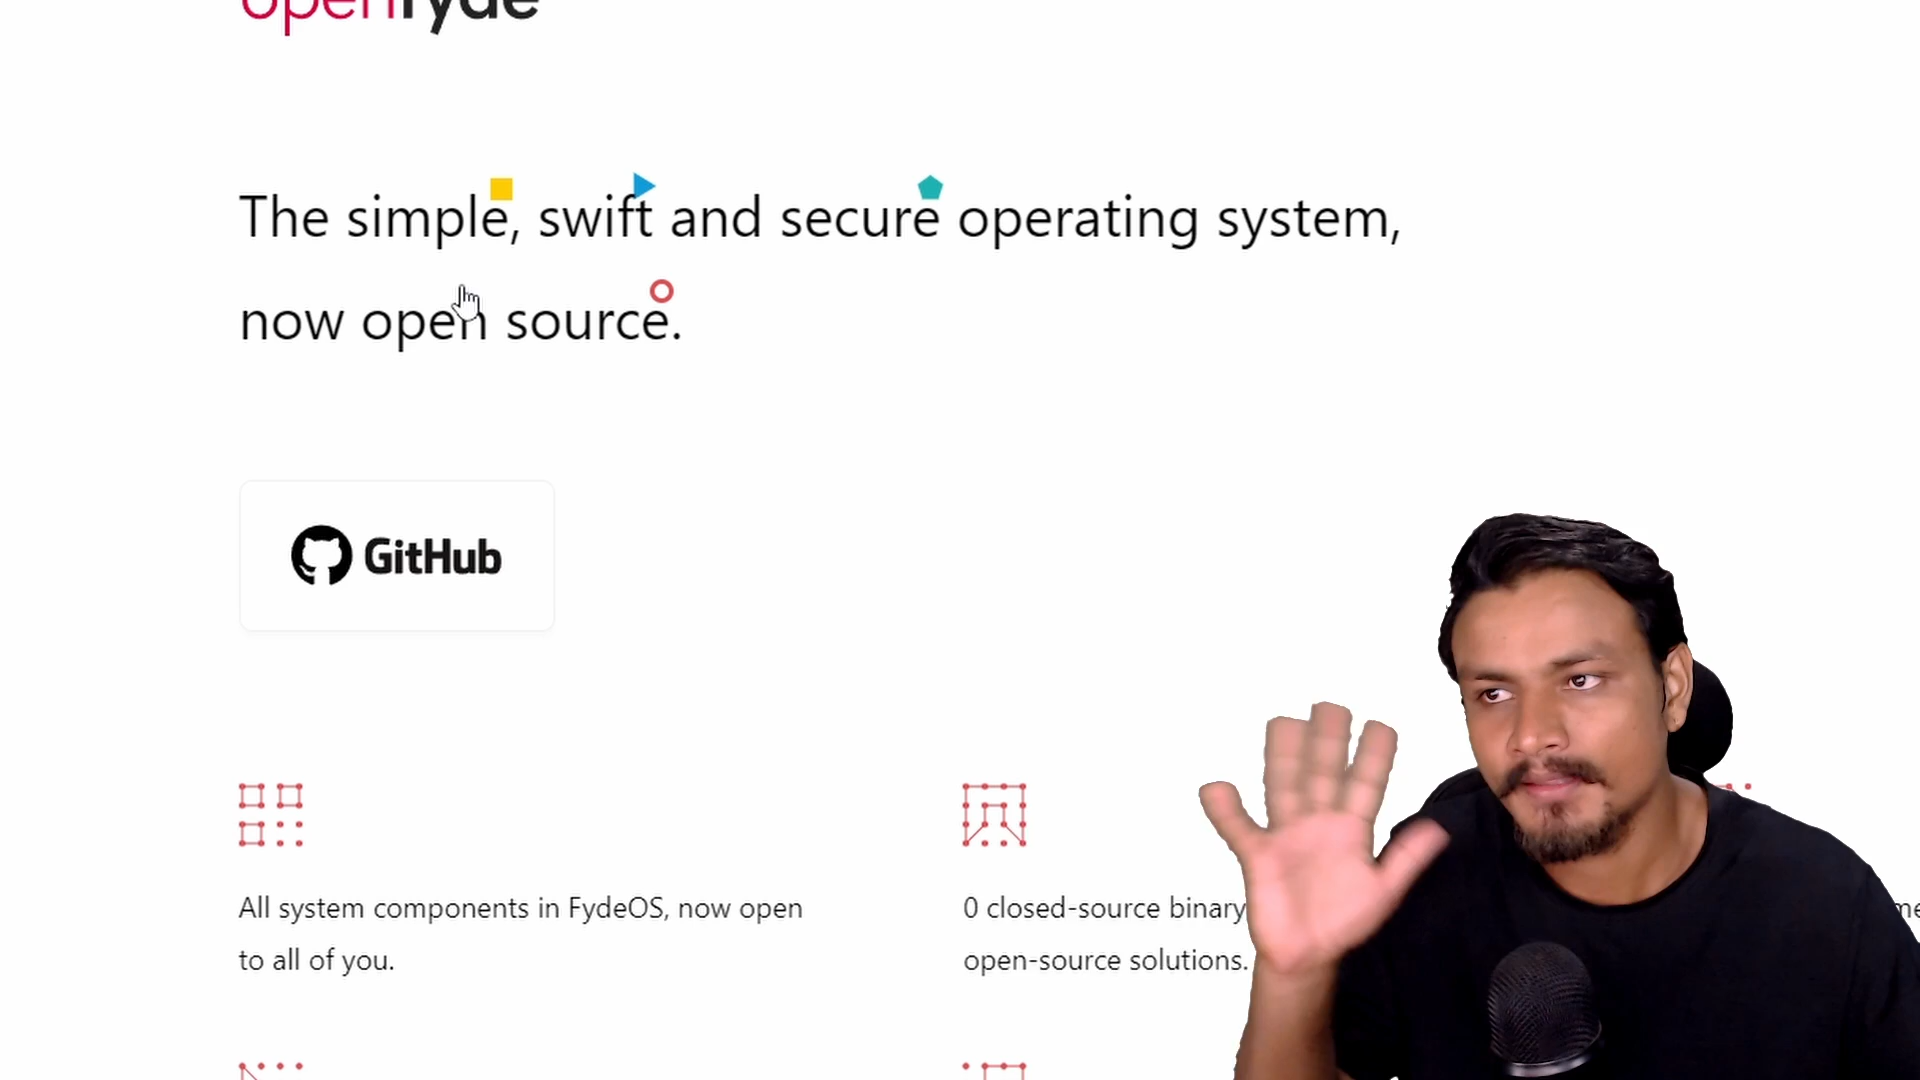 openfyde
The simple, swift and secure operating system,
now open source.
GitHub
All system components in FydeOS, now open
to all of you.
0 closed-source binary
open-source solutions.